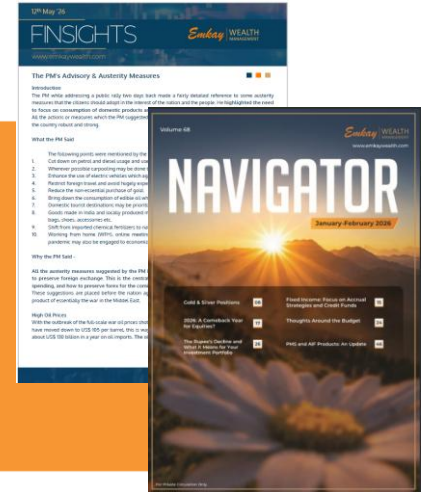 12th May '26
FINSIGHTS
Emkay WEALTH
MANAGEMENT
www.emkaywealth.com
The PM's Advisory & Austerity Measures
Introduction
The PM while addressing a public rally two days back made a fairly detailed reference to some austerity
measures that the citizens should adopt in the interest of the nation and the people. He highlighted the need
to focus on consumption of domestic products
All the actions or measures which the PM suggested
the country robust and strong.
What the PM Said
The following points were mentioned by the
1. Cut down on petrol and diesel usage and
2. Wherever possible carpooling may be done
3. Enhance the use of electric vehicles which
4. Restrict foreign travel and avoid
5. Reduce the non-essential purchase of gold.
6. Bring down the consumption of edible oil
7. Domestic tourist destinations may be
8. Goods made in India and locally produced
bags, shoes, accessories etc.
9. Shift from imported chemical fertilizers to
10. Working from home (WFH), online
pandemic may also be engaged to
Why the PM Said -
All the austerity measures suggested by the PM
to preserve foreign exchange. This is the
spending, and how to preserve forex for the
These suggestions are placed before the nation
product of essentially the war in the Middle East.
High Oil Prices
With the outbreak of the full-scale war oil prices
have moved down to US$ 105 per barrel, this is
about US$ 130 billion in a year on oil imports. The
Volume 68
Emkay WEALTH
MANAGEMENT
www.emkaywealth.com
NAVIGATOR
January-February 2026
Gold & Silver Positions 08
Fixed Income: Focus on Accrual
Strategies and Credit Funds
2026: A Comeback Year
for Equities? 17
Thoughts Around the Budget
The Rupee's Decline and
What it Means for Your
Investment Portfolio
PMS and AIF Products: An Update
For Private Circulation Only